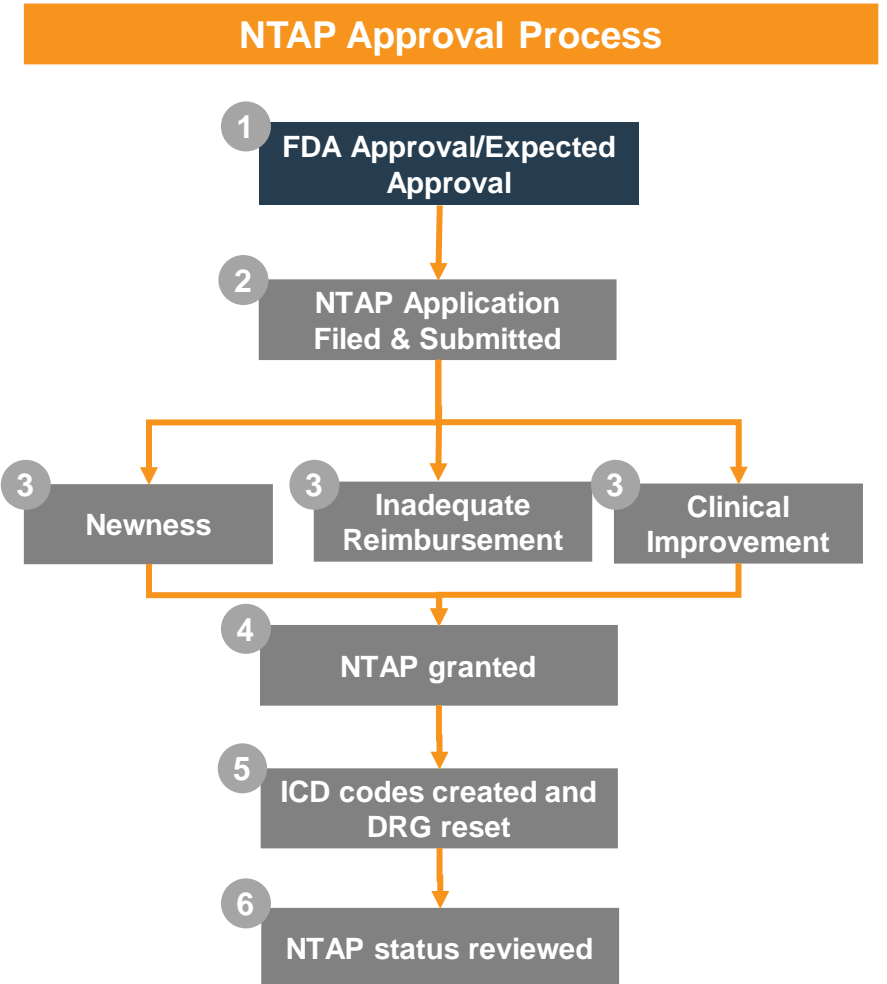 NTAP Approval Process
1
FDA Approval/Expected
Approval
2
NTAP Application
Filed & Submitted
3
Newness
3
Inadequate
Reimbursement
3
Clinical
Improvement
4
NTAP granted
5
ICD codes created and
DRG reset
6
NTAP status reviewed